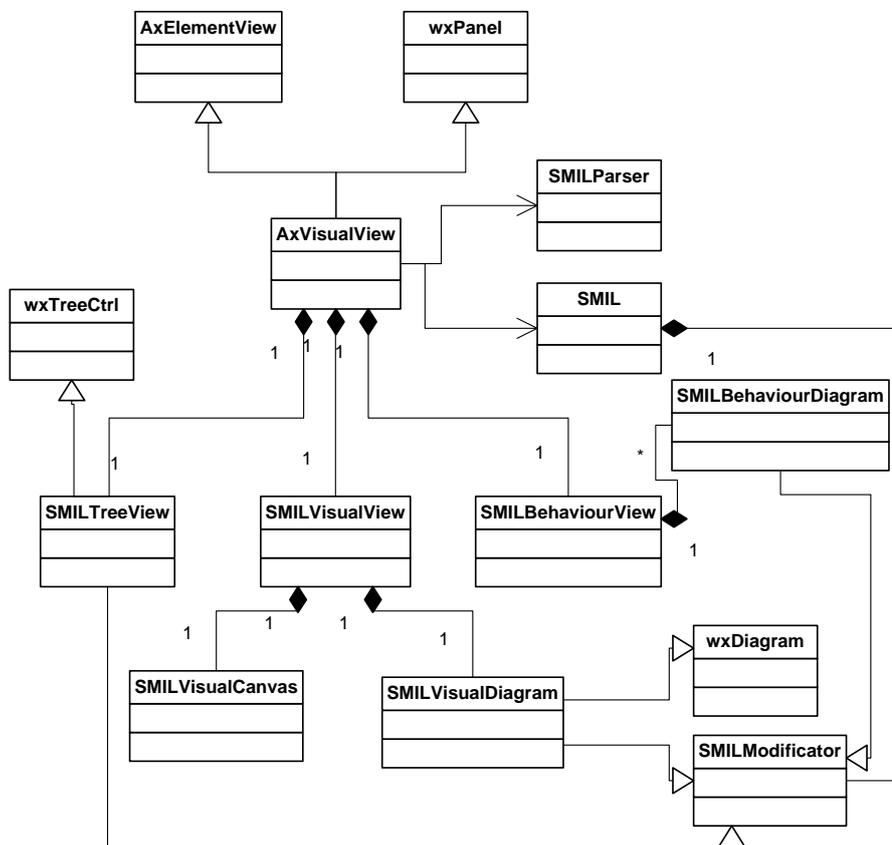 AxElementView
wxPanel
SMILParser
AxVisualView
SMIL
wxTreeCtrl
1
1
1
1
SMILBehaviourDiagram
*
1
1
1
SMILTreeView
SMILVisualView
SMILBehaviourView
1
1
1
1
1
wxDiagram
SMILVisualCanvas
SMILVisualDiagram
SMILModificator